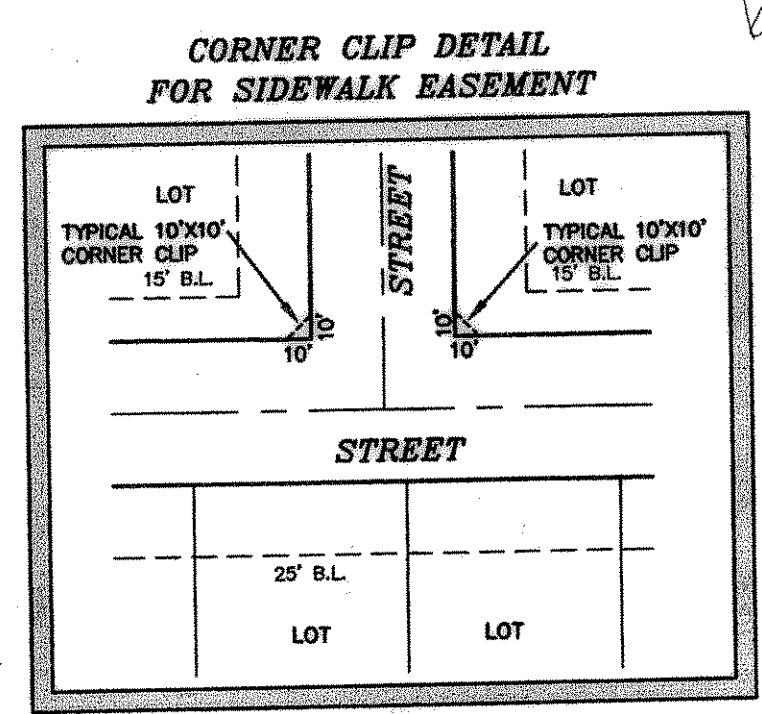 CORNER CLIP DETAIL
FOR SIDEWALK EASEMENT
LOT
TYPICAL 10'X10'
CORNER CLIP
15' B.L.
STREET
LOT
TYPICAL 10'X10'
CORNER CLIP
15' B.L.
10'
10'
10'
10'
STREET
25' B.L.
LOT
LOT